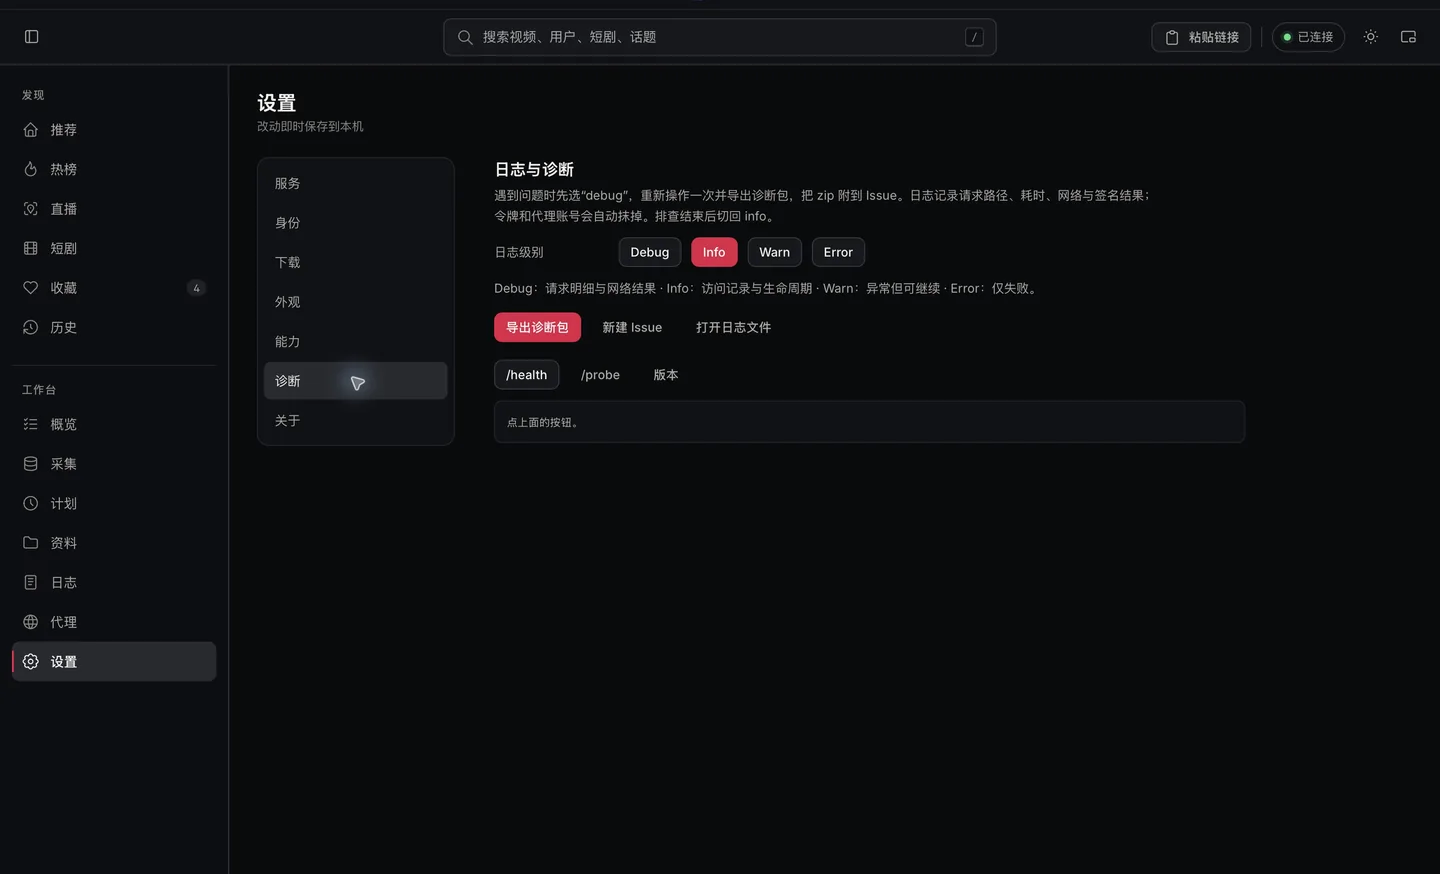 搜索视频、用户、短剧、话题
/
粘贴链接
已连接
发现
推荐
热榜
直播
短剧
收藏
4
历史
工作台
概览
采集
计划
资料
日志
代理
设置
设置
改动即时保存到本机
服务
身份
下载
外观
能力
诊断
关于
日志与诊断
遇到问题时先选“debug”，重新操作一次并导出诊断包，把 zip 附到 Issue。日志记录请求路径、耗时、网络与签名结果；
令牌和代理账号会自动抹掉。排查结束后切回 info。
日志级别
Debug
Info
Warn
Error
Debug：请求明细与网络结果 · Info：访问记录与生命周期 · Warn：异常但可继续 · Error：仅失败。
导出诊断包
新建 Issue
打开日志文件
/health
/probe
版本
点上面的按钮。